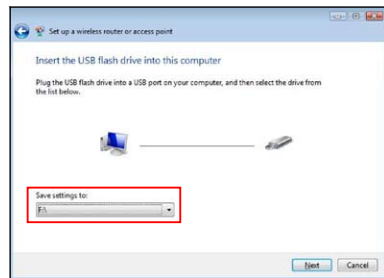 Set up a wireless router or access point
Insert the USB flash drive into this computer
Plug the USB flash drive into a USB port on your computer, and then select the drive from
the list below.
Save settings to:
F:\
Next
Cancel